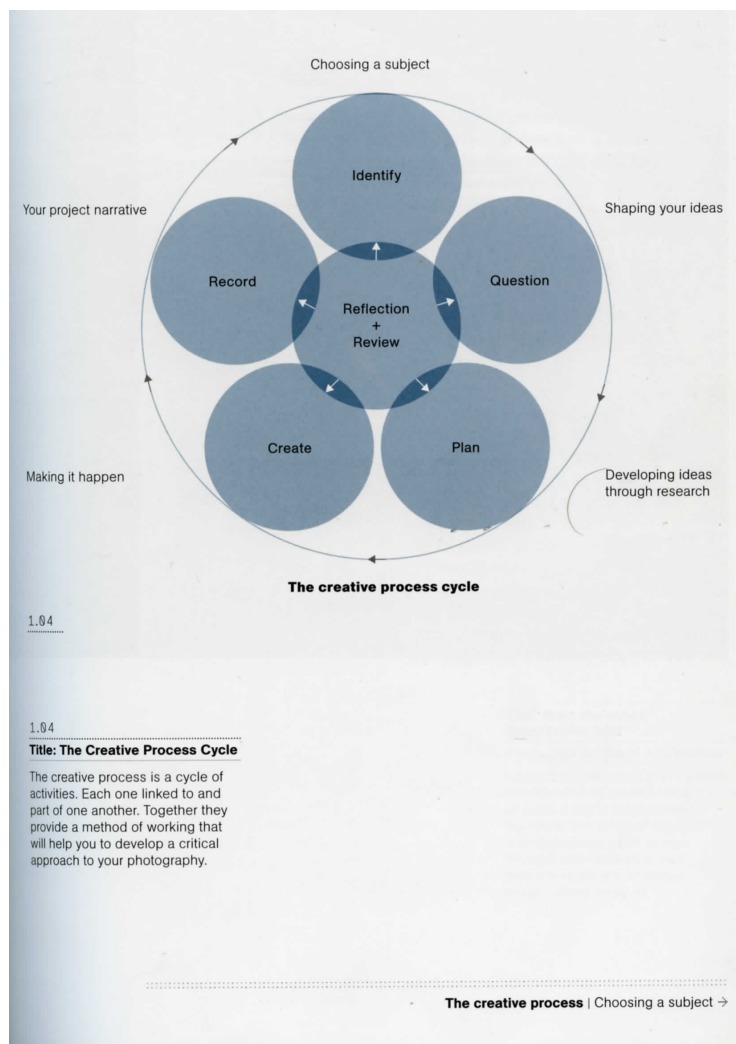 Choosing a subject
Identify
Your project narrative
Shaping your ideas
Record
Question
Reflection
+
Review
Create
Plan
Making it happen
Developing ideas
through research
The creative process cycle
1.04
1.04
Title: The Creative Process Cycle
The creative process is a cycle of
activities. Each one linked to and
part of one another. Together they
provide a method of working that
will help you to develop a critical
approach to your photography.
The creative process | Choosing a subject →